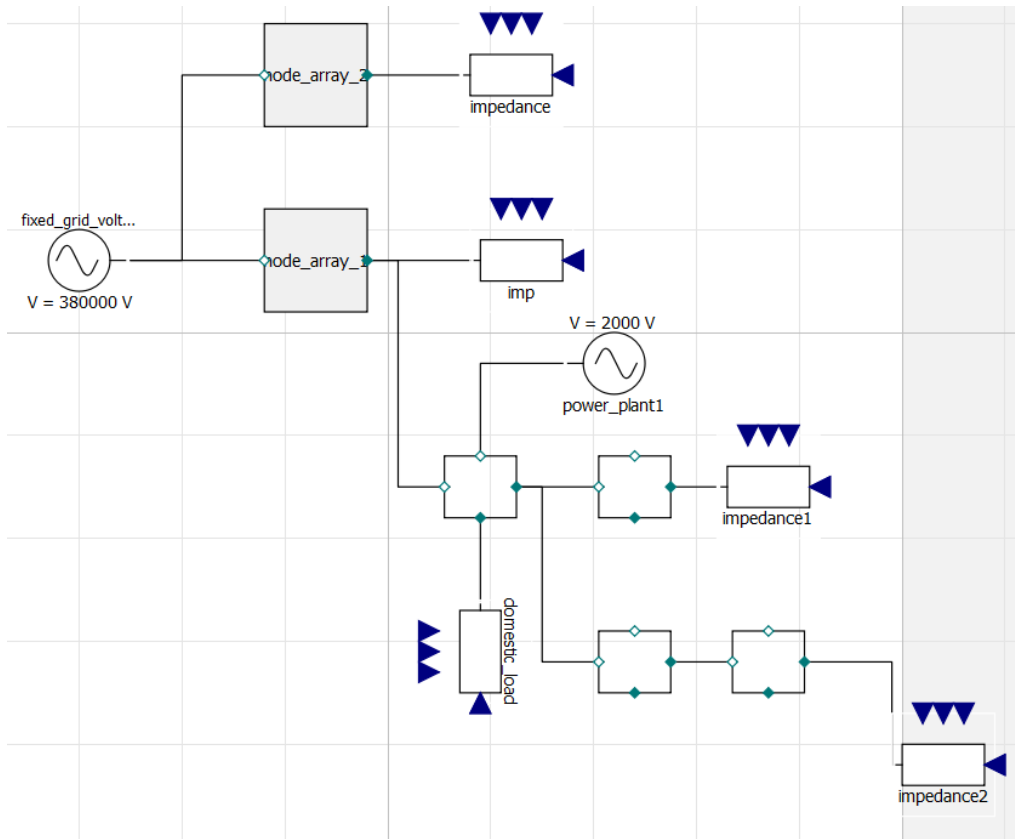 node_array_2
impedance
fixed_grid_volt...
V = 380000 V
node_array_1
imp
V = 2000 V
power_plant1
impedance1
domestic_load
impedance2